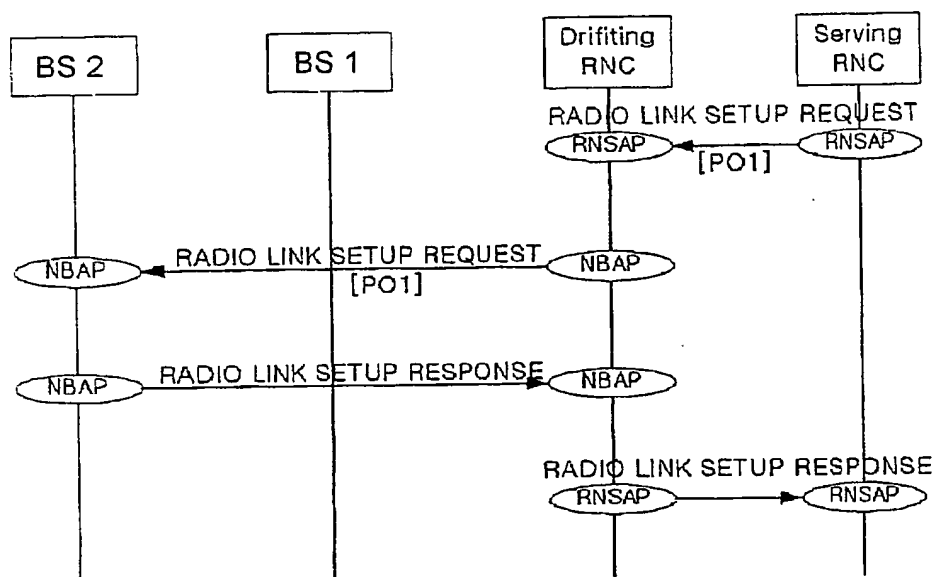 BS 2
BS 1
Drifiting
RNC
Serving
RNC
RADIO LINK SETUP REQUEST
RNSAP
RNSAP
[PO1]
RADIO LINK SETUP REQUEST
NBAP
NBAP
[PO1]
RADIO LINK SETUP RESPONSE
NBAP
NBAP
RADIO LINK SETUP RESPONSE
RNSAP
RNSAP